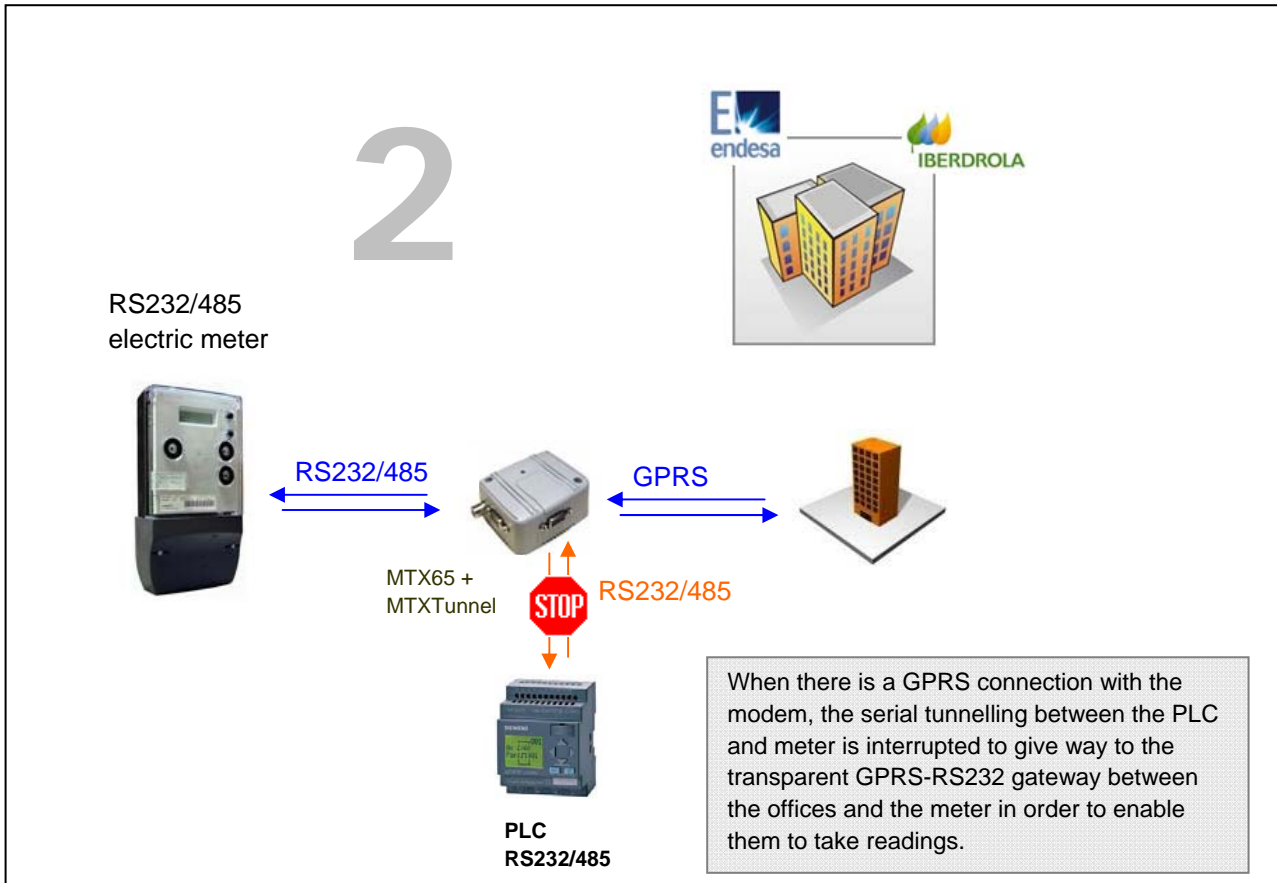 2
E
endesa
IBERDROLA
RS232/485
electric meter
RS232/485
GPRS
MTX65 +
MTXTunnel
STOP
RS232/485
PLC
RS232/485
When there is a GPRS connection with the
modem, the serial tunnelling between the PLC
and meter is interrupted to give way to the
transparent GPRS-RS232 gateway between
the offices and the meter in order to enable
them to take readings.
SIEMENS